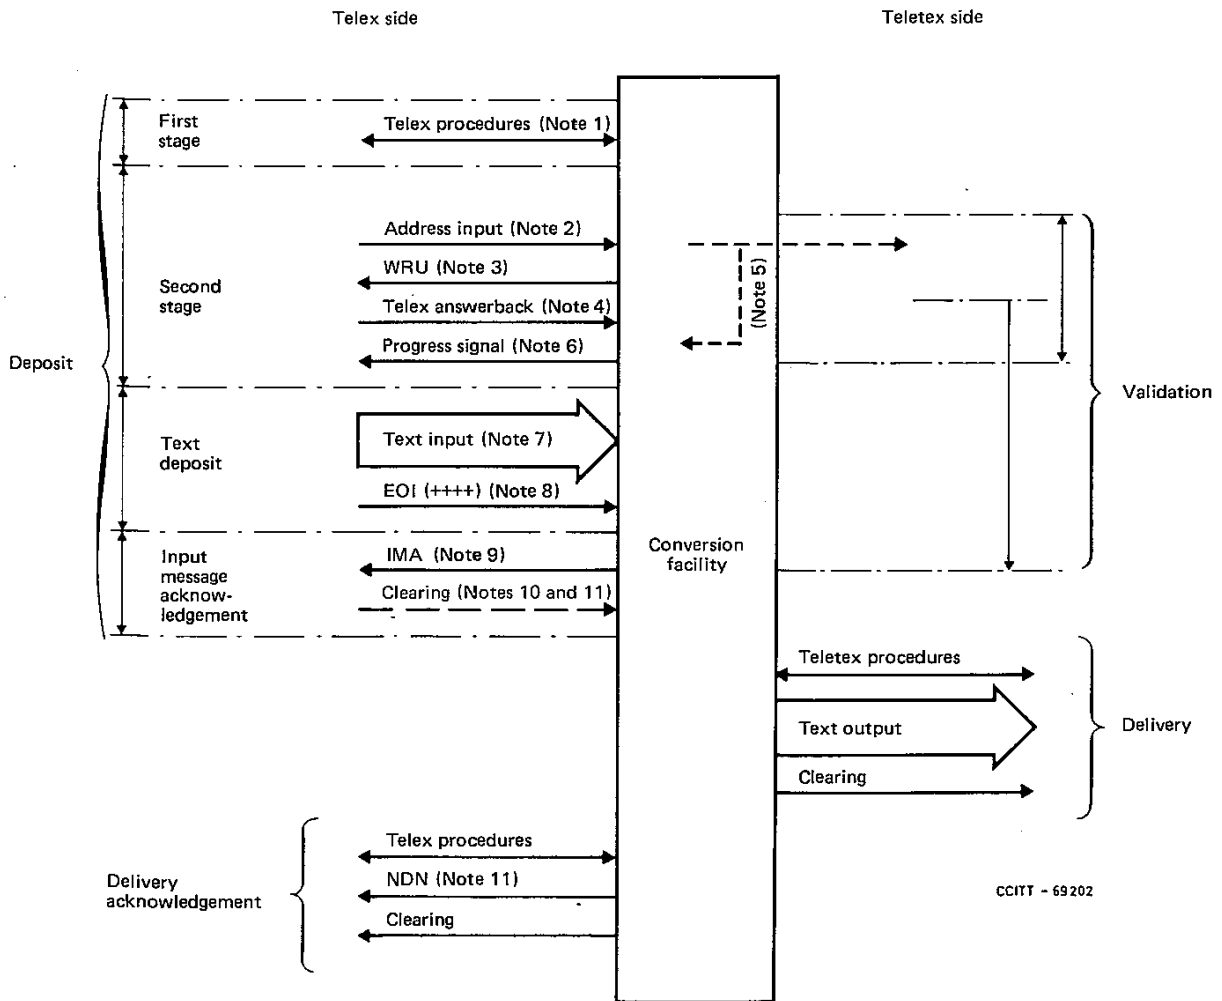 Telex side
Teletex side
First
stage
Telex procedures (Note 1)
Address input (Note 2)
WRU (Note 3)
Second
stage
(Note 5)
Telex answerback (Note 4)
Progress signal (Note 6)
Deposit
Validation
Text input (Note 7)
Text
deposit
EOI (++++) (Note 8)
Conversion
facility
IMA (Note 9)
Input
message
acknow-
ledgement
Clearing (Notes 10 and 11)
Teletex procedures
Text output
Delivery
Clearing
Telex procedures
NDN (Note 11)
Delivery
acknowledgement
Clearing
CCITT - 69202